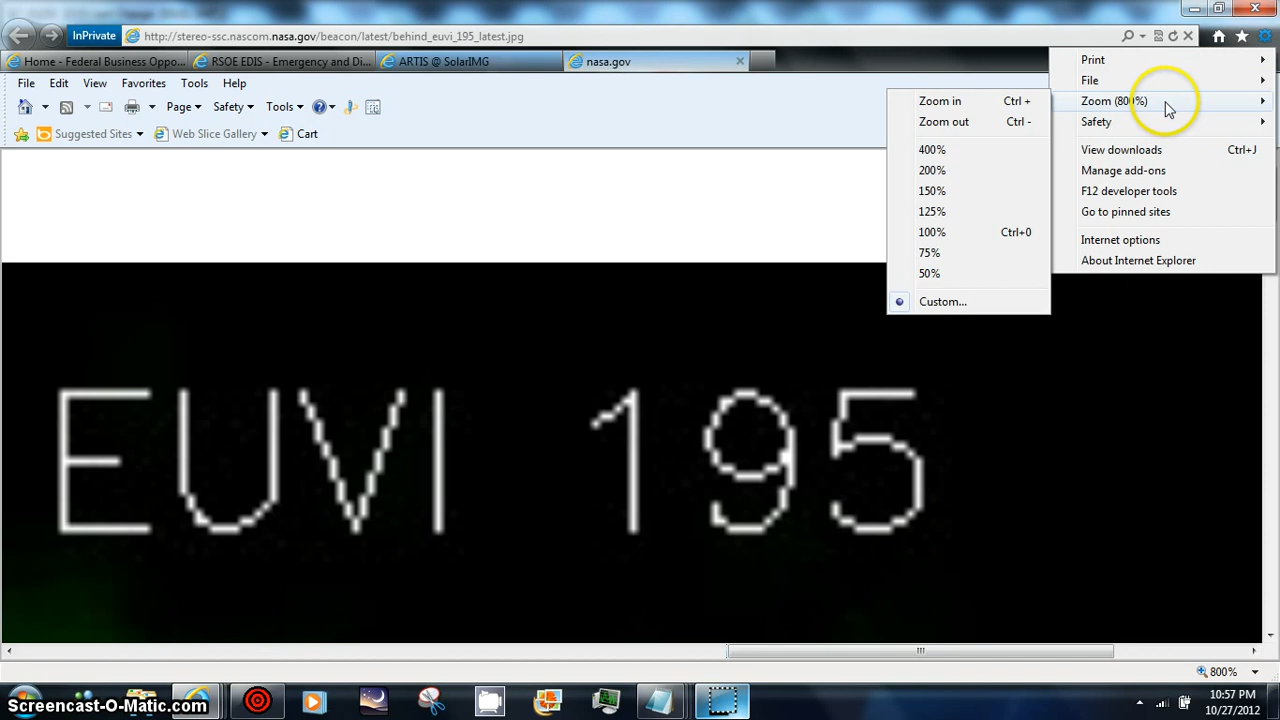 InPrivate
http://stereo-ssc.nascom.nasa.gov/beacon/latest/behind_euvi_195_latest.jpg
Home - Federal Business Oppo... RSOE EDIS - Emergency and Di... ARTIS @ SolarIMG nasa.gov
File Edit View Favorites Tools Help
Page Safety Tools
Suggested Sites Web Slice Gallery Cart
Print
File
Zoom (800%)
Safety
View downloads Ctrl+J
Manage add-ons
F12 developer tools
Go to pinned sites
Internet options
About Internet Explorer
Zoom in Ctrl +
Zoom out Ctrl -
400%
200%
150%
125%
100% Ctrl+0
75%
50%
Custom...
EUVI 195
800%
Screencast-O-Matic.com
10:57 PM
10/27/2012